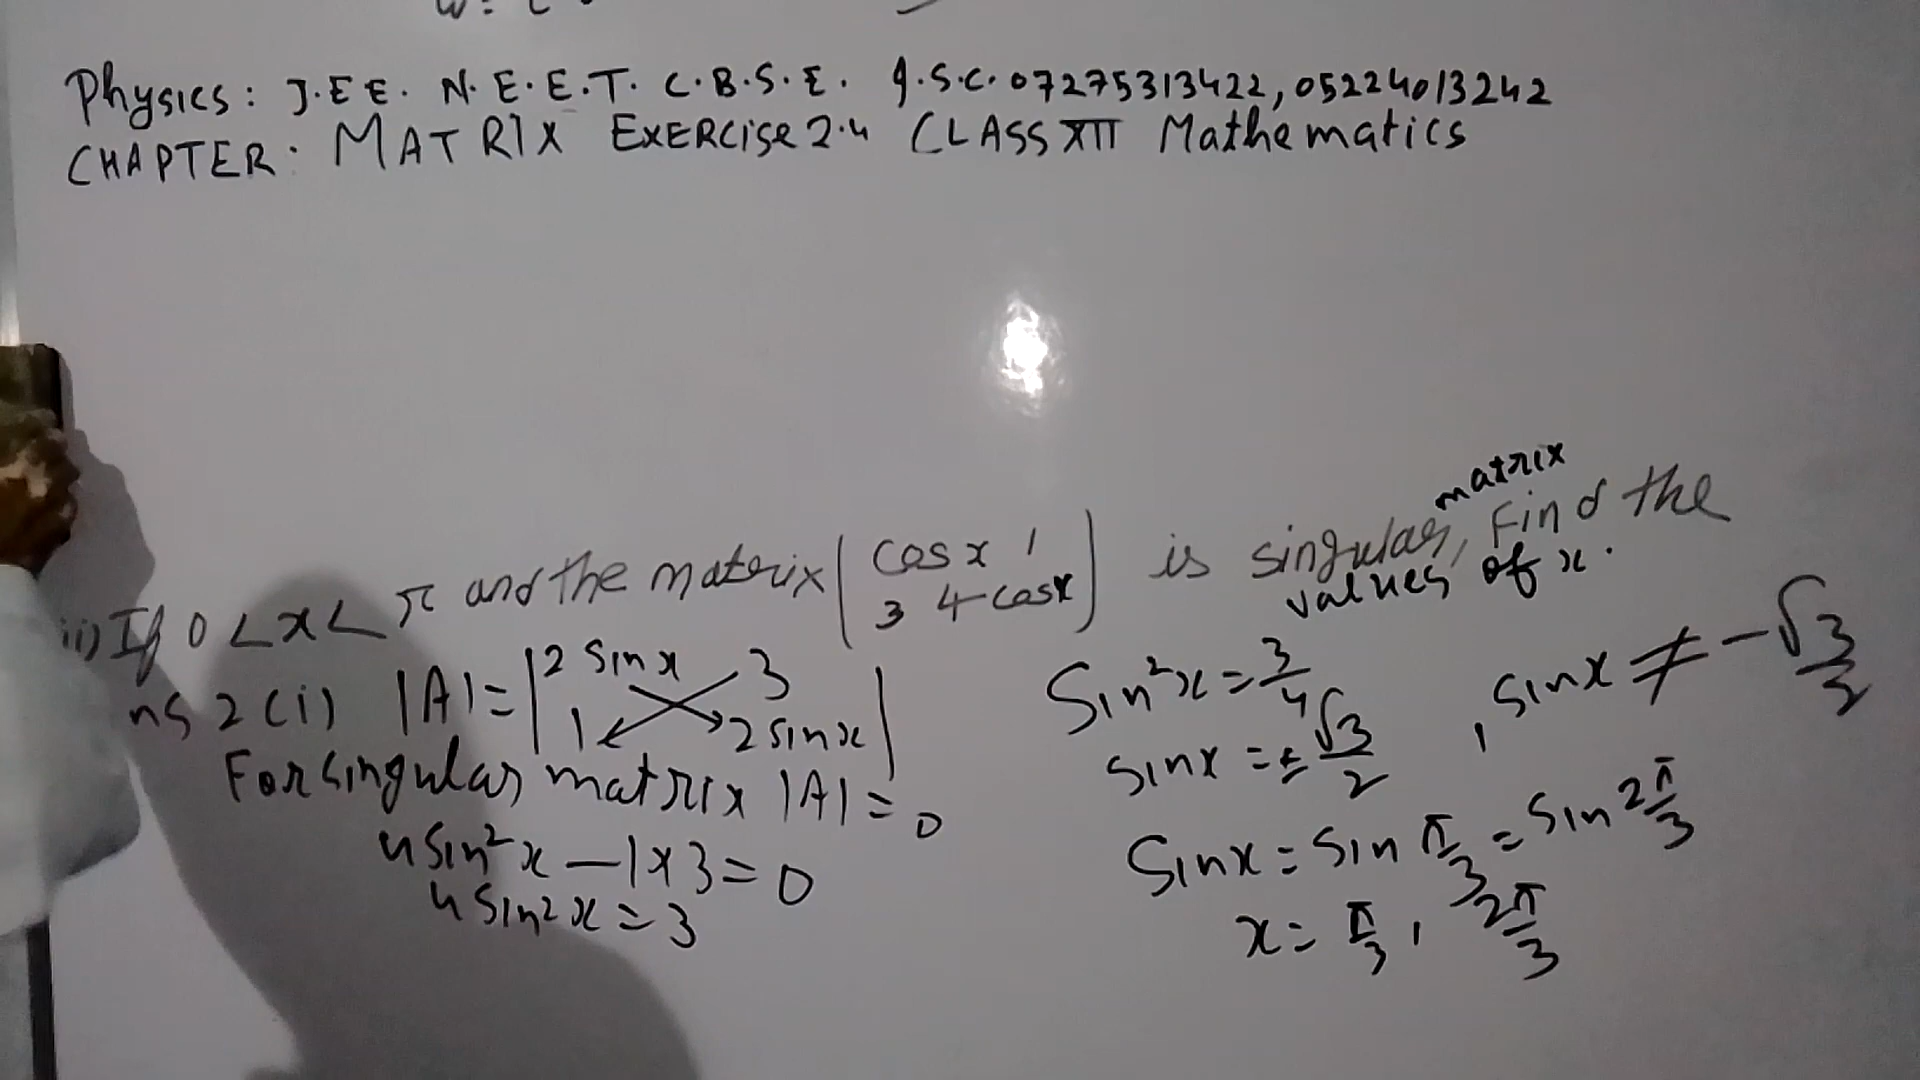 Physics: J.E E. N.E.E.T. C.B.S.E. I.S.C. 07275313422, 05224013242
CHAPTER: MATRIX EXERCISE 2.4 CLASS XII Mathematics
ii) If 0 < x < π and the matrix [cos x 1
3 4 cos x] is singular matrix, Find the
values of x.
ns 2 (i) |A| = |2 sin x 3
1 2 sin x|
For singular matrix |A| = 0
4 sin² x – 1 x 3 = 0
4 sin² x = 3
Sin² x = 3/4
sin x = ± √3/2 , sin x ≠ – √3/2
Sin x = sin π/3 = sin 2π/3
x = π/3 , 2π/3